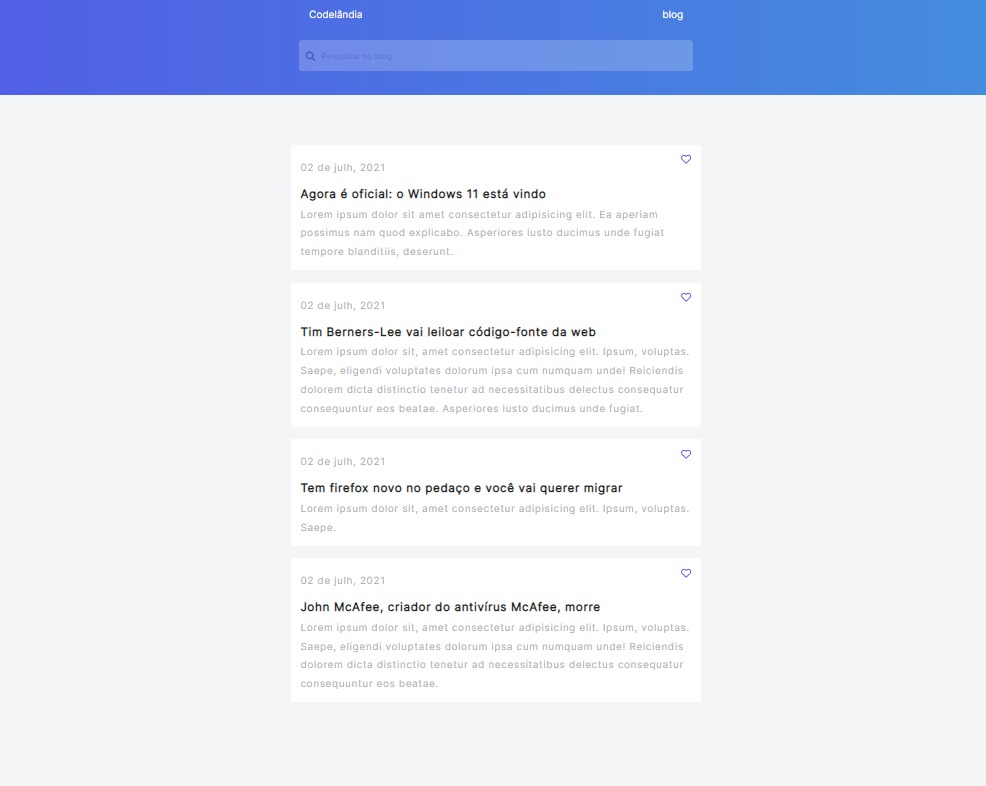 Codelândia
blog
Pesquisar no blog
02 de julh, 2021
Agora é oficial: o Windows 11 está vindo
Lorem ipsum dolor sit amet consectetur adipisicing elit. Ea aperiam
possimus nam quod explicabo. Asperiores iusto ducimus unde fugiat
tempore blanditiis, deserunt.
02 de julh, 2021
Tim Berners-Lee vai leiloar código-fonte da web
Lorem ipsum dolor sit, amet consectetur adipisicing elit. Ipsum, voluptas.
Saepe, eligendi voluptates dolorum ipsa cum numquam unde! Reiciendis
dolorem dicta distinctio tenetur ad necessitatibus delectus consequatur
consequuntur eos beatae. Asperiores iusto ducimus unde fugiat.
02 de julh, 2021
Tem firefox novo no pedaço e você vai querer migrar
Lorem ipsum dolor sit, amet consectetur adipisicing elit. Ipsum, voluptas.
Saepe.
02 de julh, 2021
John McAfee, criador do antivírus McAfee, morre
Lorem ipsum dolor sit, amet consectetur adipisicing elit. Ipsum, voluptas.
Saepe, eligendi voluptates dolorum ipsa cum numquam unde! Reiciendis
dolorem dicta distinctio tenetur ad necessitatibus delectus consequatur
consequuntur eos beatae.